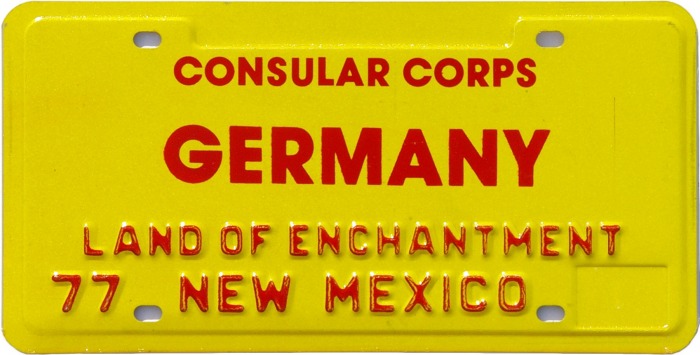 CONSULAR CORPS
GERMANY
LAND OF ENCHANTMENT
77 NEW MEXICO